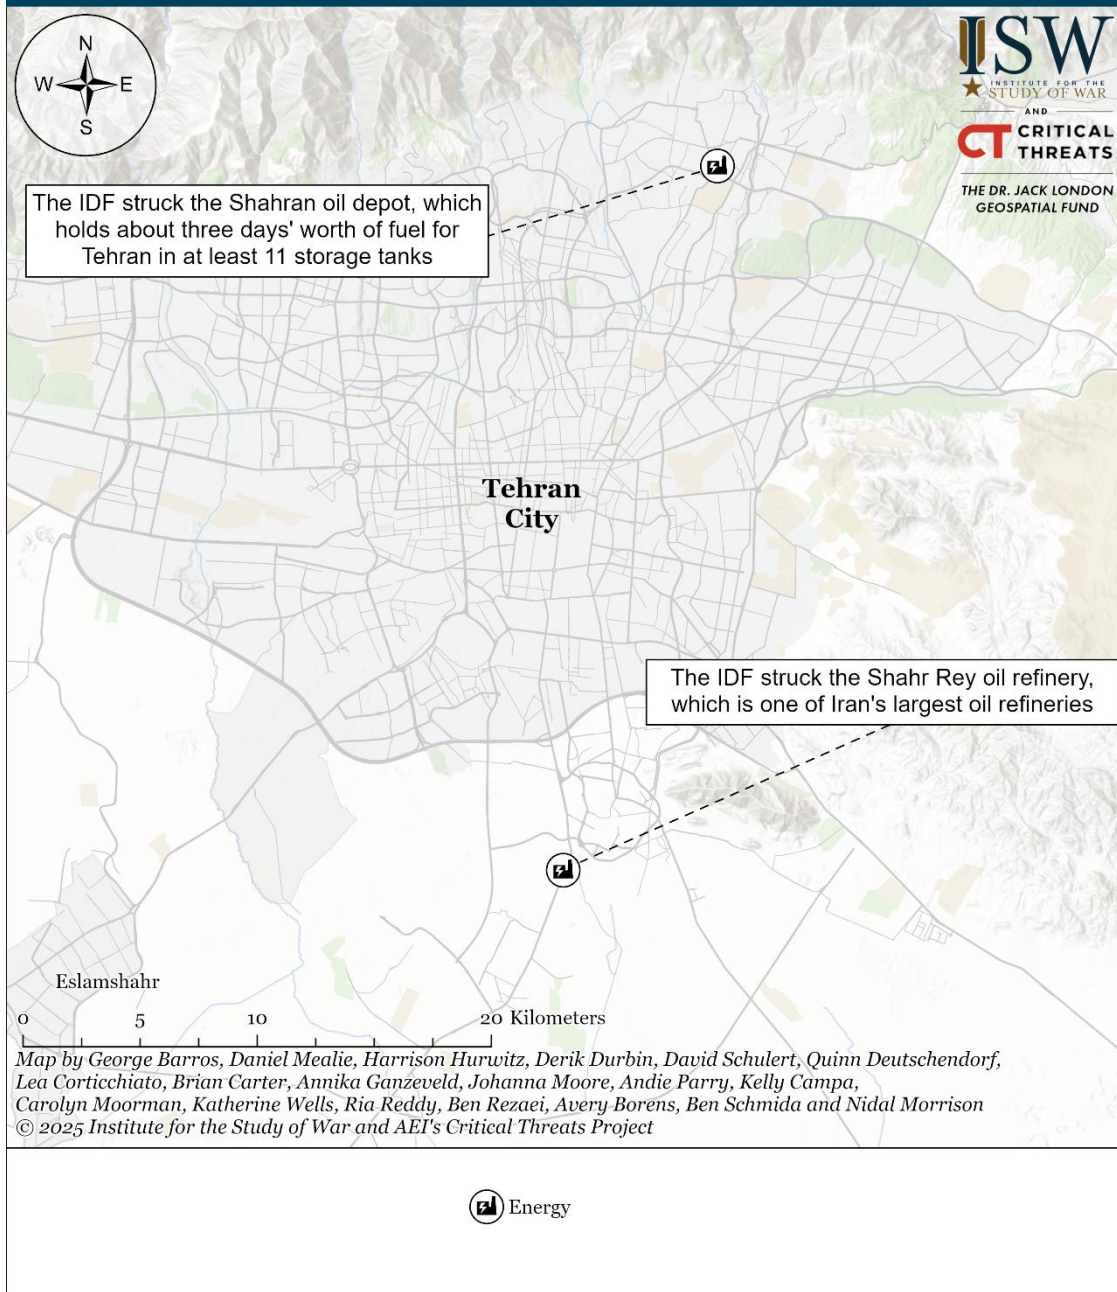 N
W E
S
ISW
INSTITUTE FOR THE
STUDY OF WAR
AND
CT CRITICAL
THREATS
THE DR. JACK LONDON
GEOSPATIAL FUND
The IDF struck the Shahran oil depot, which
holds about three days' worth of fuel for
Tehran in at least 11 storage tanks
Tehran
City
The IDF struck the Shahr Rey oil refinery,
which is one of Iran's largest oil refineries
Eslamshahr
0 5 10 20 Kilometers
Map by George Barros, Daniel Mealie, Harrison Hurwitz, Derik Durbin, David Schulert, Quinn Deutschendorf,
Lea Corticchiato, Brian Carter, Annika Ganzeveld, Johanna Moore, Andie Parry, Kelly Campa,
Carolyn Moorman, Katherine Wells, Ria Reddy, Ben Rezaei, Avery Borens, Ben Schmida and Nidal Morrison
© 2025 Institute for the Study of War and AEI's Critical Threats Project
Energy